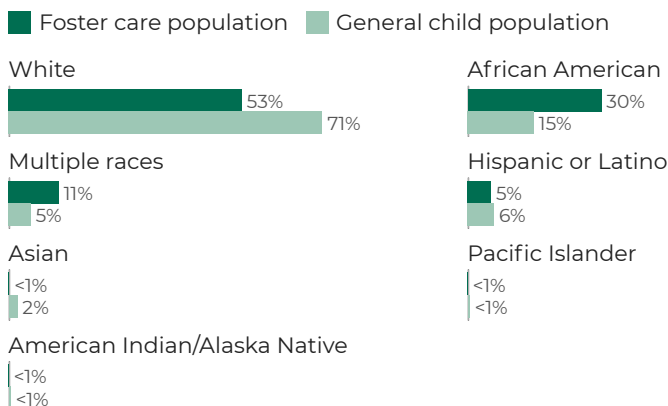 Foster care population General child population
White
53%
71%
African American
30%
15%
Multiple races
11%
5%
Hispanic or Latino
5%
6%
Asian
<1%
2%
Pacific Islander
<1%
<1%
American Indian/Alaska Native
<1%
<1%